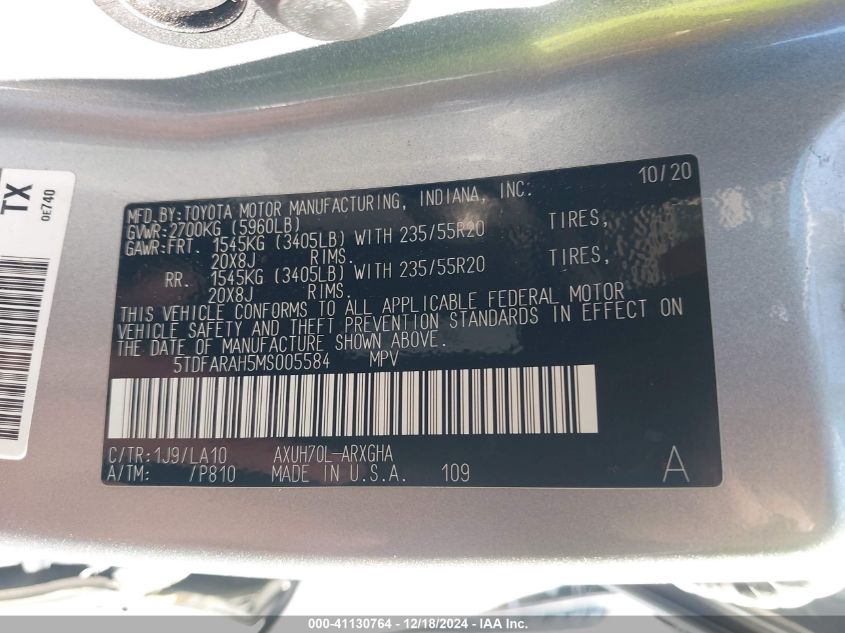 TX
0E740
MFD.BY:TOYOTA MOTOR MANUFACTURING, INDIANA, INC. 10/20
GVWR:2700KG (5960LB)
GAWR:FRT. 1545KG (3405LB) WITH 235/55R20 TIRES,
20X8J RIMS.
RR. 1545KG (3405LB) WITH 235/55R20 TIRES,
20X8J RIMS.
THIS VEHICLE CONFORMS TO ALL APPLICABLE FEDERAL MOTOR
VEHICLE SAFETY AND THEFT PREVENTION STANDARDS IN EFFECT ON
THE DATE OF MANUFACTURE SHOWN ABOVE.
5TDFARAH5MS005584 MPV
C/TR:1J9/LA10 AXUH70L-ARXGHA
A/TM: /P810 MADE IN U.S.A. 109 A
000-41130764 - 12/18/2024 - IAA Inc.